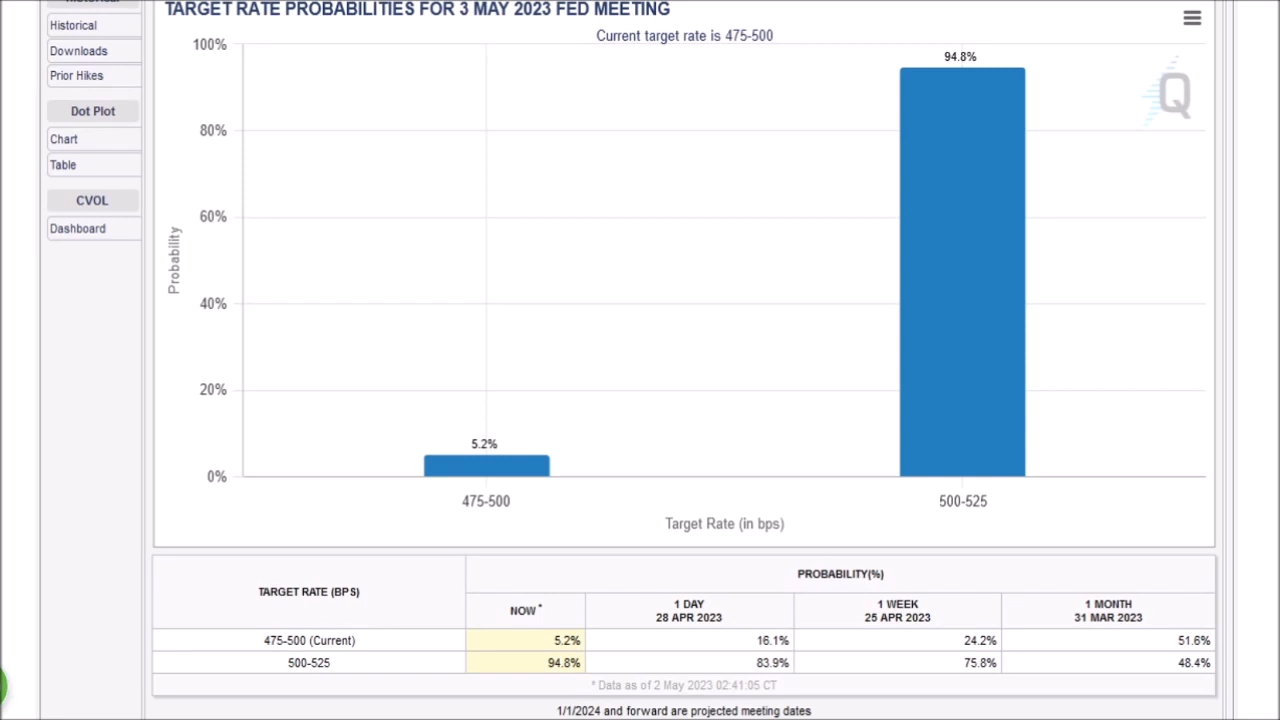 Historical
Downloads
Prior Hikes
Dot Plot
Chart
Table
CVOL
Dashboard
TARGET RATE PROBABILITIES FOR 3 MAY 2023 FED MEETING
Current target rate is 475-500
Q
100%
80%
60%
40%
20%
0%
Probability
5.2%
94.8%
475-500
500-525
Target Rate (in bps)
TARGET RATE (BPS)
PROBABILITY(%)
NOW *
1 DAY
28 APR 2023
1 WEEK
25 APR 2023
1 MONTH
31 MAR 2023
475-500 (Current) 5.2% 16.1% 24.2% 51.6%
500-525 94.8% 83.9% 75.8% 48.4%
* Data as of 2 May 2023 02:41:05 CT
1/1/2024 and forward are projected meeting dates